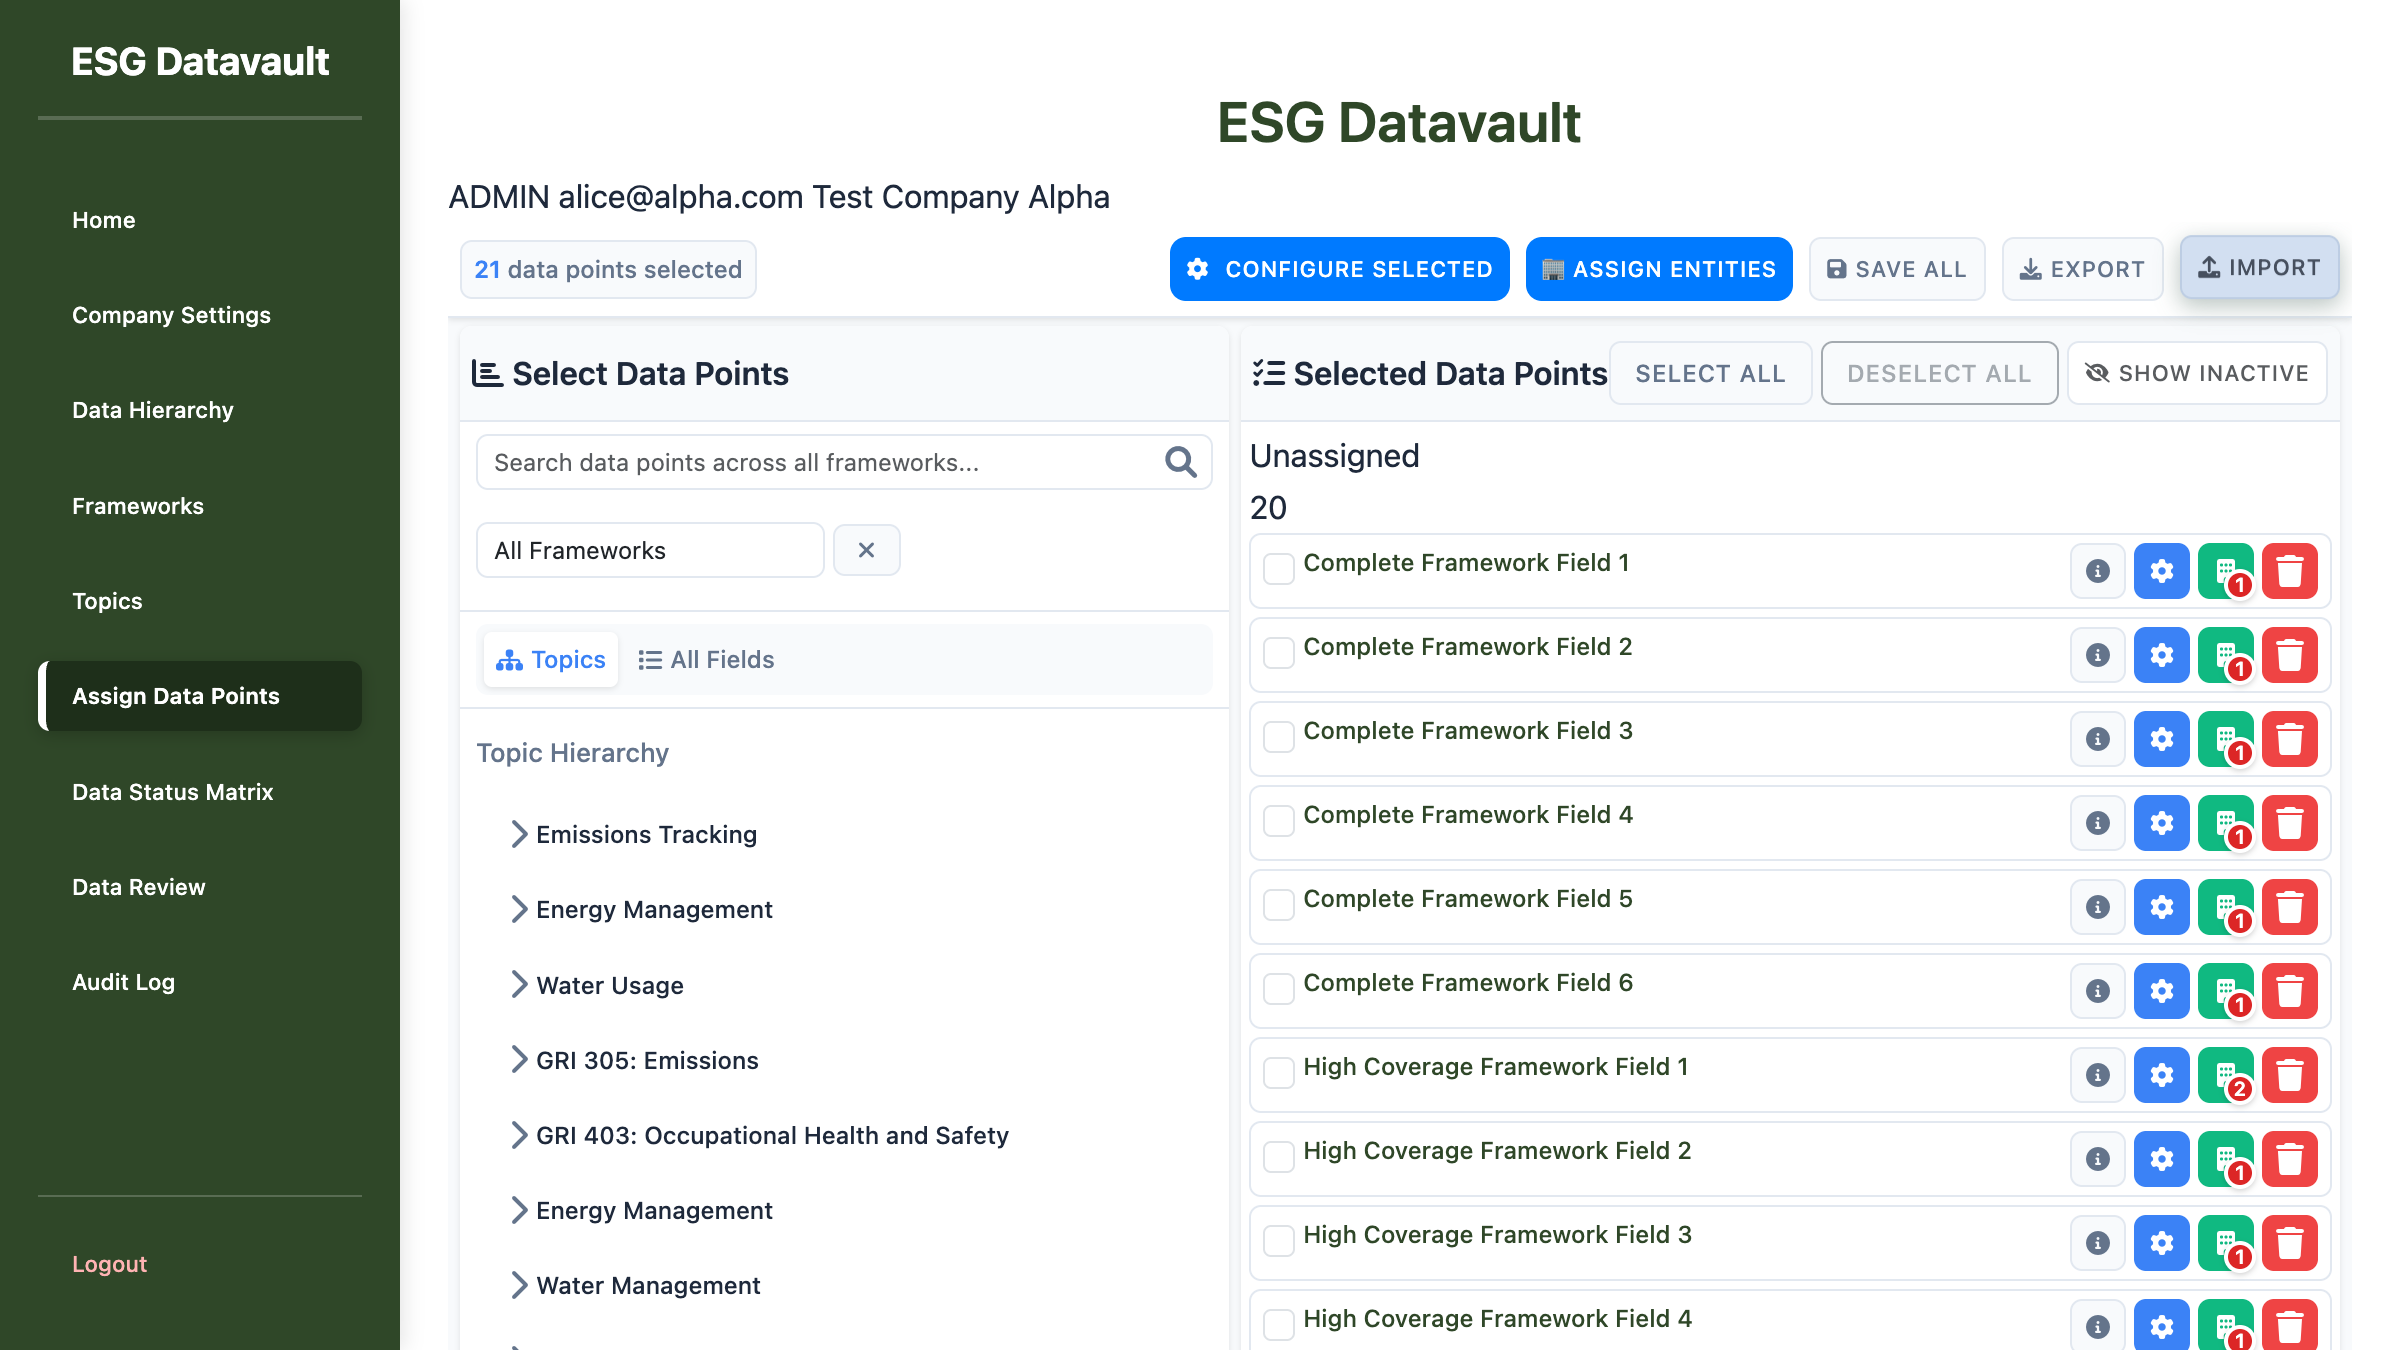 ESG Datavault
Home
Company Settings
Data Hierarchy
Frameworks
Topics
Assign Data Points
Data Status Matrix
Data Review
Audit Log
Logout
ESG Datavault
ADMIN alice@alpha.com Test Company Alpha
21 data points selected
CONFIGURE SELECTED
ASSIGN ENTITIES
SAVE ALL
EXPORT
IMPORT
Select Data Points
Search data points across all frameworks...
All Frameworks
Topics
All Fields
Topic Hierarchy
Emissions Tracking
Energy Management
Water Usage
GRI 305: Emissions
GRI 403: Occupational Health and Safety
Energy Management
Water Management
Selected Data Points
SELECT ALL
DESELECT ALL
SHOW INACTIVE
Unassigned
20
Complete Framework Field 1
1
Complete Framework Field 2
1
Complete Framework Field 3
1
Complete Framework Field 4
1
Complete Framework Field 5
1
Complete Framework Field 6
1
High Coverage Framework Field 1
2
High Coverage Framework Field 2
1
High Coverage Framework Field 3
1
High Coverage Framework Field 4
1